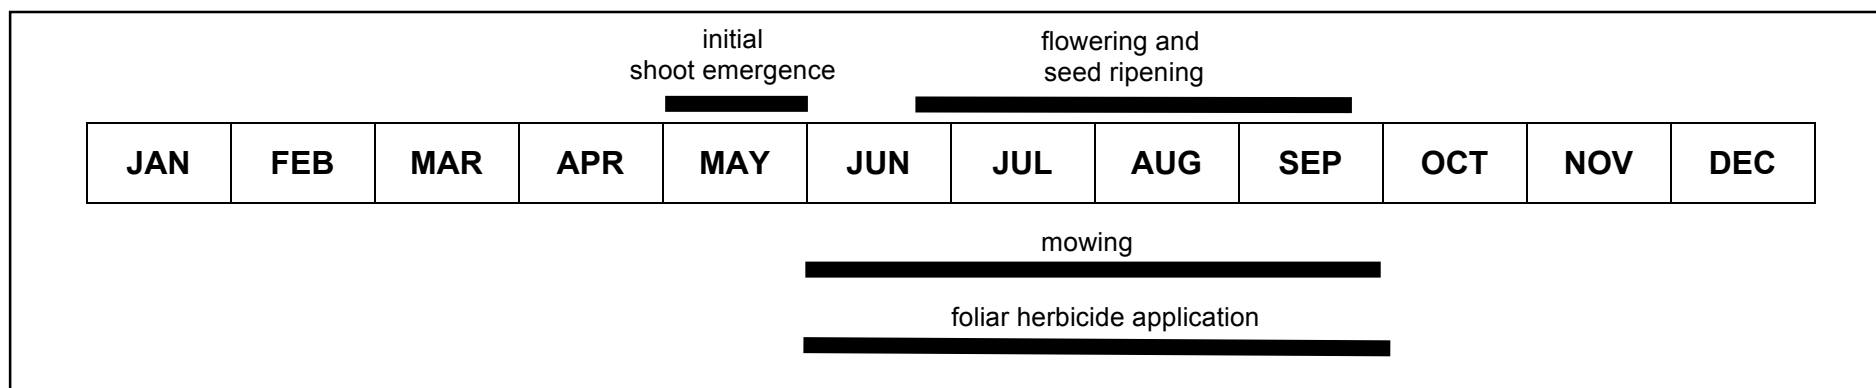 initial
shoot emergence
flowering and
seed ripening
JAN FEB MAR APR MAY JUN JUL AUG SEP OCT NOV DEC
mowing
foliar herbicide application